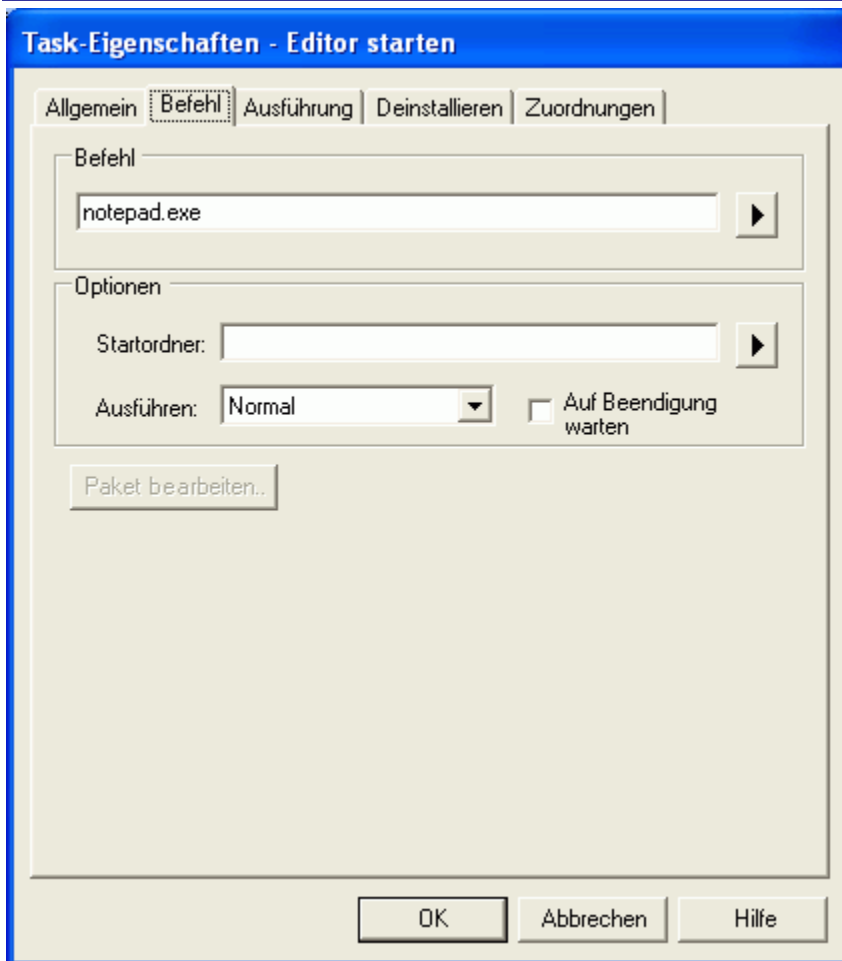 Task-Eigenschaften - Editor starten
Allgemein Befehl Ausführung Deinstallieren Zuordnungen
Befehl
notepad.exe
Optionen
Startordner:
Ausführen: Normal Auf Beendigung
warten
Paket bearbeiten..
OK Abbrechen Hilfe